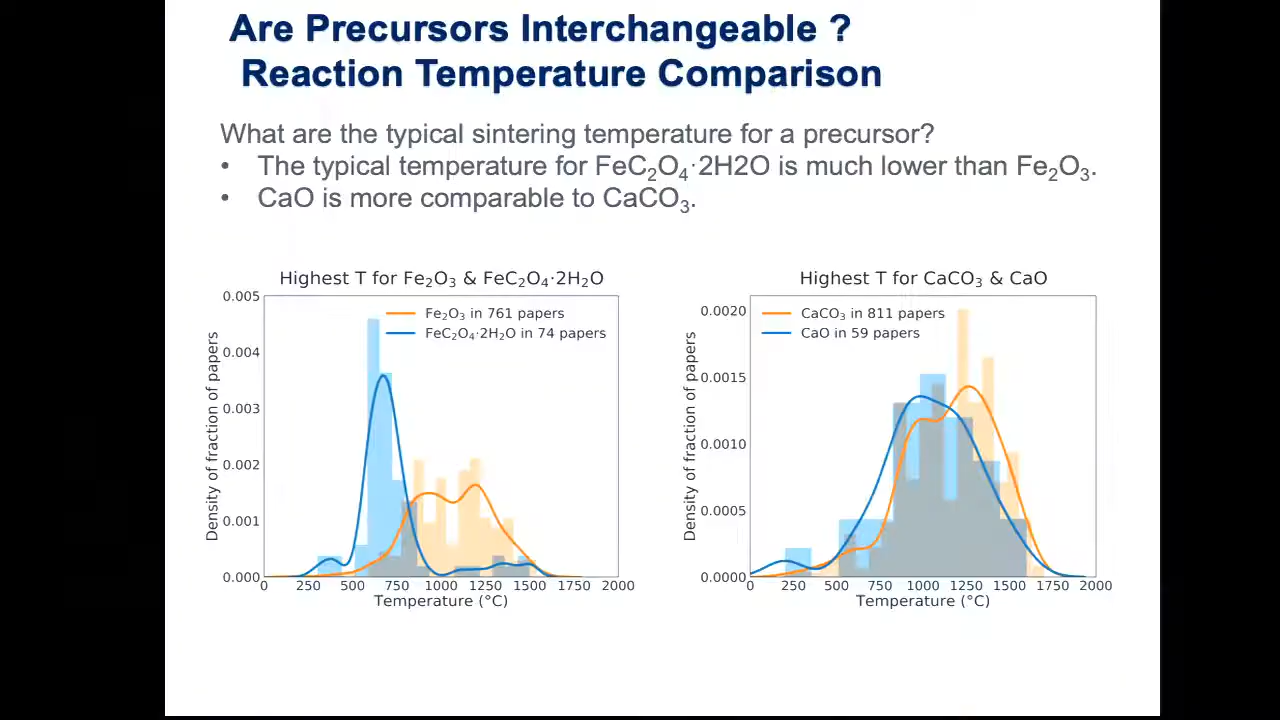 Are Precursors Interchangeable ?
Reaction Temperature Comparison
What are the typical sintering temperature for a precursor?
• The typical temperature for FeC₂O₄·2H2O is much lower than Fe₂O₃.
• CaO is more comparable to CaCO₃.
Highest T for Fe₂O₃ & FeC₂O₄·2H₂O
Fe₂O₃ in 761 papers
FeC₂O₄·2H₂O in 74 papers
Density of fraction of papers
0.005
0.004
0.003
0.002
0.001
0.000
0 250 500 750 1000 1250 1500 1750 2000
Temperature (°C)
Highest T for CaCO₃ & CaO
CaCO₃ in 811 papers
CaO in 59 papers
Density of fraction of papers
0.0020
0.0015
0.0010
0.0005
0.0000
0 250 500 750 1000 1250 1500 1750 2000
Temperature (°C)